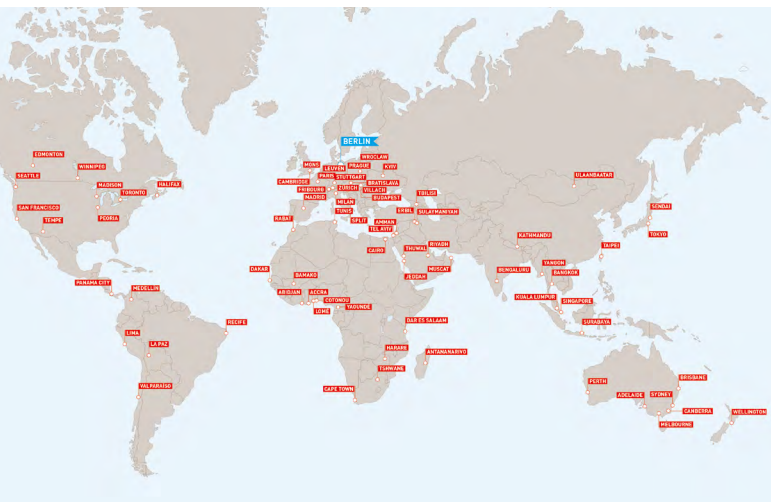 BERLIN
EDMONTON
WINNIPEG
SEATTLE
MADISON
TORONTO
HALIFAX
SAN FRANCISCO
TEMPE
PEORIA
PANAMA CITY
MEDELLÍN
RECIFE
LIMA
LA PAZ
VALPARAÍSO
WROCLAW
MONS
LEUVEN
PRAGUE
KYIV
CAMBRIDGE
PARIS
STUTTGART
BRATISLAVA
FRIBOURG
ZURICH
VILLACH
MADRID
BUDAPEST
TBILISI
MILAN
TUNIS
ERBIL
SULAYMANIYAH
RABAT
SPLIT
AMMAN
TEL AVIV
CAIRO
THUWAL
RIYADH
MUSCAT
JEDDAH
DAKAR
BAMAKO
ABIDJAN
ACCRA
COTONOU
LOMÉ
YAOUNDE
DAR ES SALAAM
HARARE
ANTANANARIVO
TSHWANE
CAPE TOWN
ULAANBAATAR
SENDAI
TOKYO
KATHMANDU
TAIPEI
YANGON
BENGALURU
BANGKOK
KUALA LUMPUR
SINGAPORE
SURABAYA
PERTH
BRISBANE
ADELAIDE
SYDNEY
CANBERRA
MELBOURNE
WELLINGTON